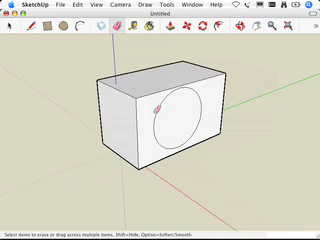 SketchUp File Edit View Camera Draw Tools Window Help
Untitled
Select items to erase or drag across multiple items. Shift=Hide, Option=Soften/Smooth